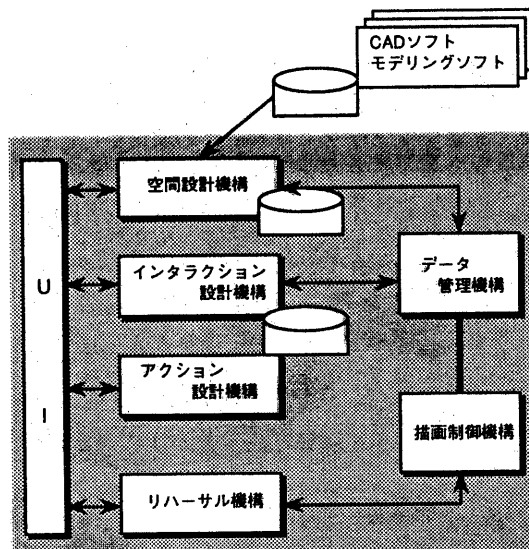 CADソフト
モデリングソフト
空間設計機構
インタラクション
設計機構
データ
管理機構
U
I
アクション
設計機構
描画制御機構
リハーサル機構